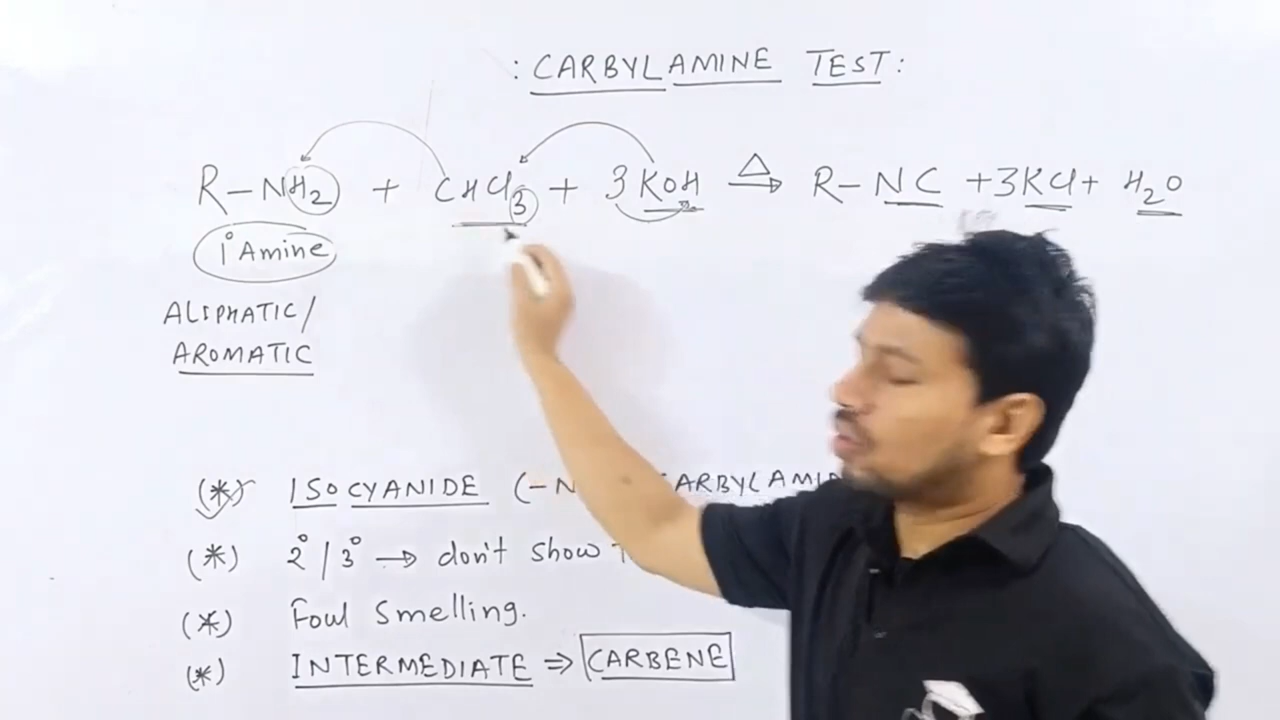 : CARBYLAMINE TEST :
R–NH2 + CHCl3 + 3KOH △→ R–NC + 3KCl + H2O
1° Amine
ALIPHATIC /
AROMATIC
(*) ISOCYANIDE (–N
(*) 2° / 3° → don't show
(*) Foul smelling.
(*) INTERMEDIATE ⇒ CARBENE